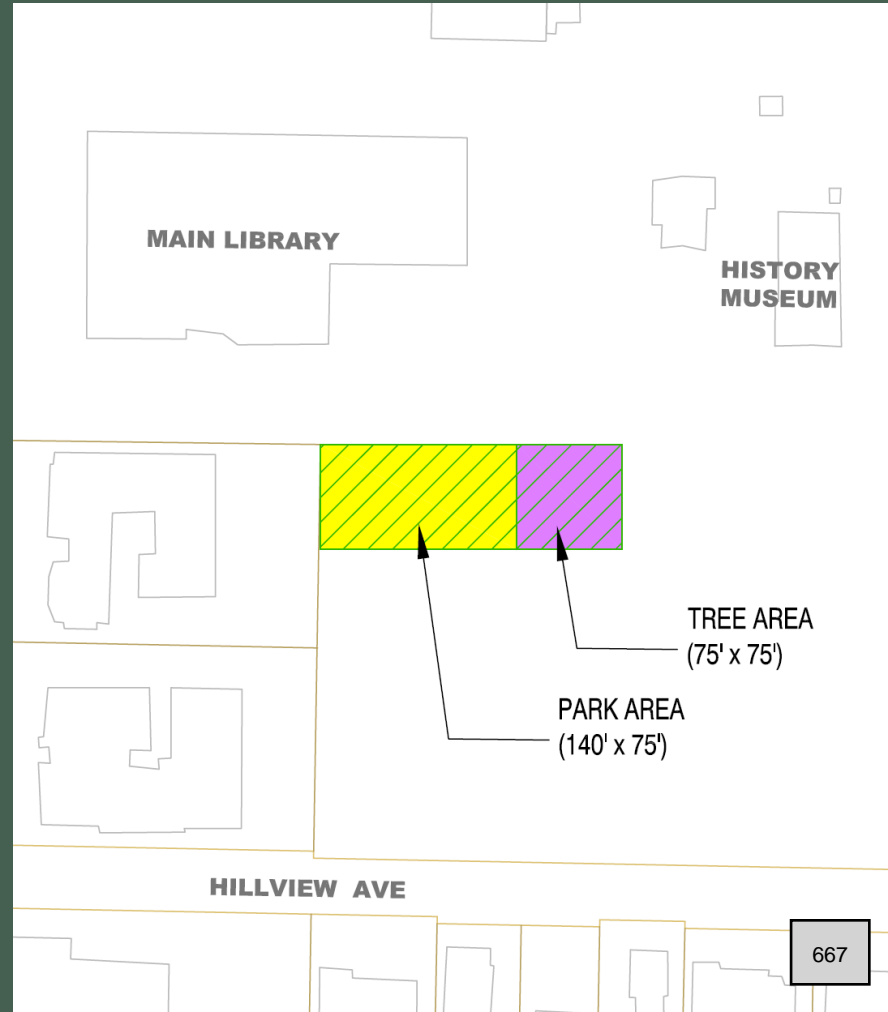 MAIN LIBRARY
HISTORY
MUSEUM
TREE AREA
(75' x 75')
PARK AREA
(140' x 75')
HILLVIEW AVE
667